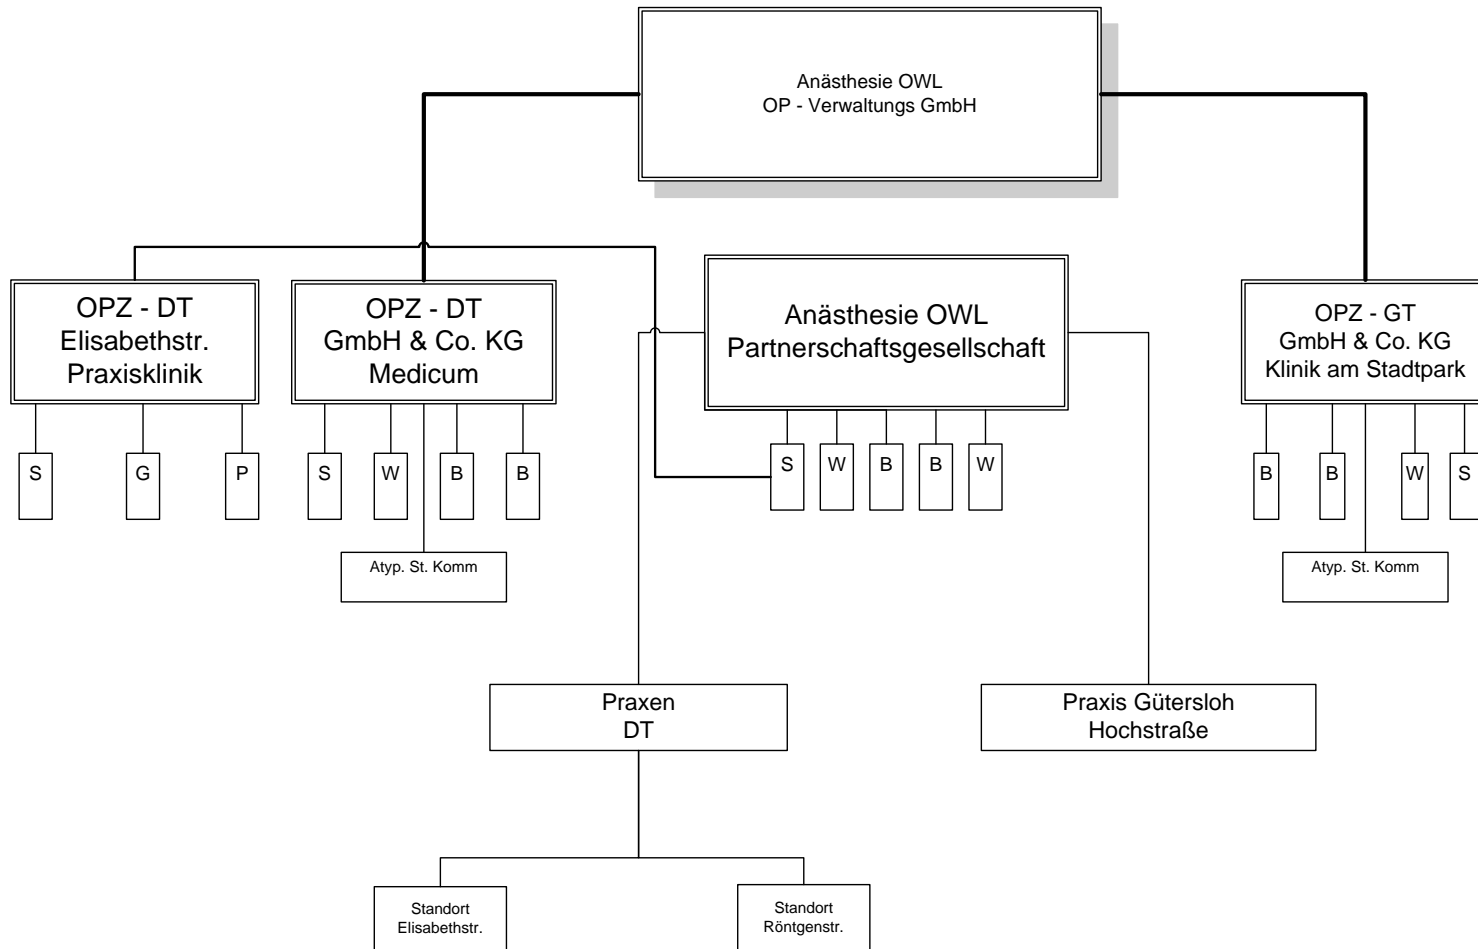 Anästhesie OWL
OP - Verwaltungs GmbH
OPZ - DT
Elisabethstr.
Praxisklinik
OPZ - DT
GmbH & Co. KG
Medicum
Anästhesie OWL
Partnerschaftsgesellschaft
OPZ - GT
GmbH & Co. KG
Klinik am Stadtpark
S
G
P
S
W
B
B
S
W
B
B
W
B
B
W
S
Atyp. St. Komm
Atyp. St. Komm
Praxen
DT
Praxis Gütersloh
Hochstraße
Standort
Elisabethstr.
Standort
Röntgenstr.